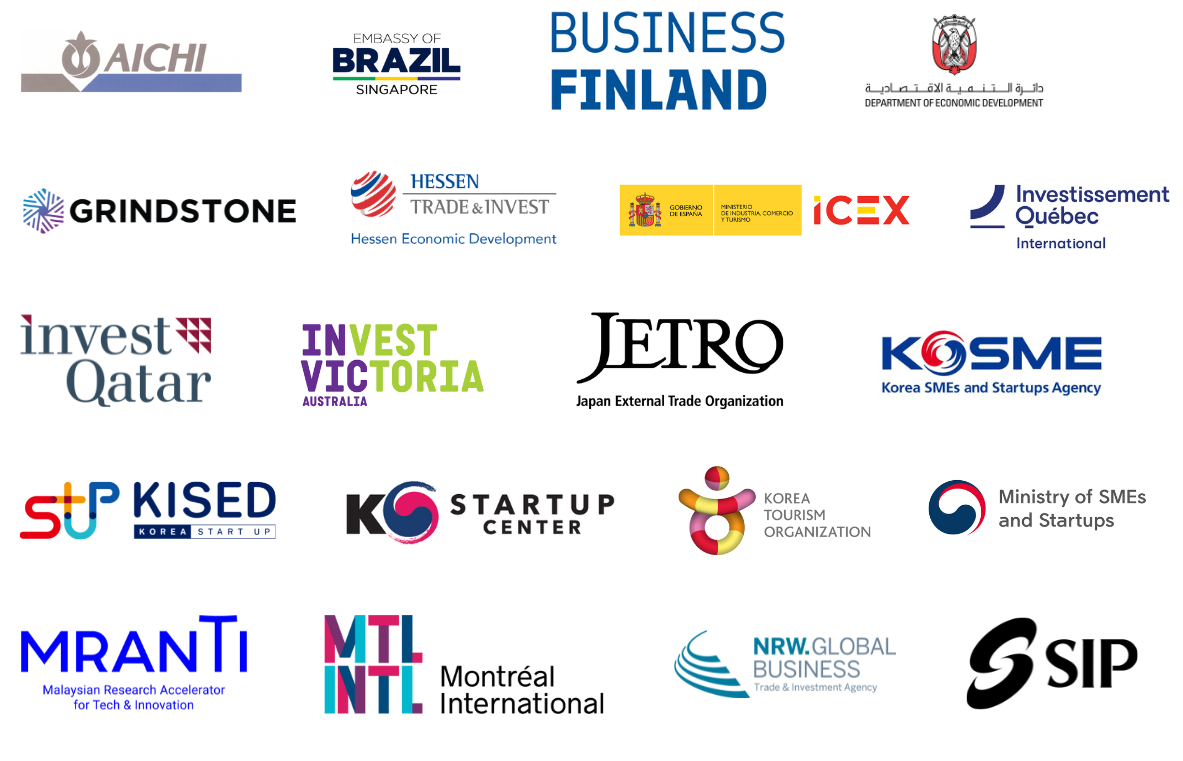 AICHI
EMBASSY OF
BRAZIL
SINGAPORE
BUSINESS
FINLAND
دائـرة الـتـنـمـيـة الاقـتـصـاديـة
DEPARTMENT OF ECONOMIC DEVELOPMENT
GRINDSTONE
HESSEN
TRADE & INVEST
Hessen Economic Development
GOBIERNO
DE ESPAÑA
MINISTERIO
DE INDUSTRIA, COMERCIO
Y TURISMO
iCEX
Investissement
Québec
International
invest
Qatar
INVEST
VICTORIA
AUSTRALIA
JETRO
Japan External Trade Organization
KOSME
Korea SMEs and Startups Agency
StUP
KISED
KOREA START UP
K
STARTUP
CENTER
KOREA
TOURISM
ORGANIZATION
Ministry of SMEs
and Startups
MRANTI
Malaysian Research Accelerator
for Tech & Innovation
MTL
INTL
Montréal
International
NRW.GLOBAL
BUSINESS
Trade & Investment Agency
SIP